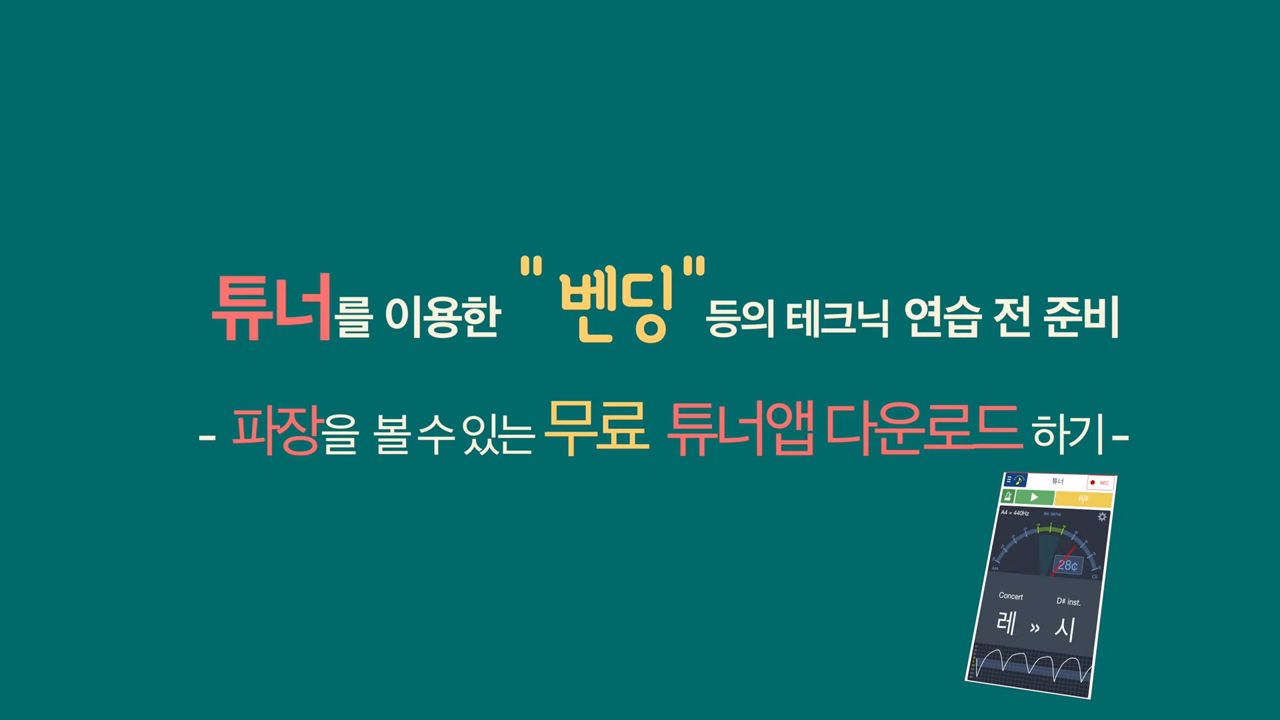 튜너를 이용한 "벤딩" 등의 테크닉 연습 전 준비
- 파장을 볼 수 있는 무료 튜너앱 다운로드 하기 -
튜너
REC
A4 = 440Hz
28¢
Concert
D# inst.
레 » 시